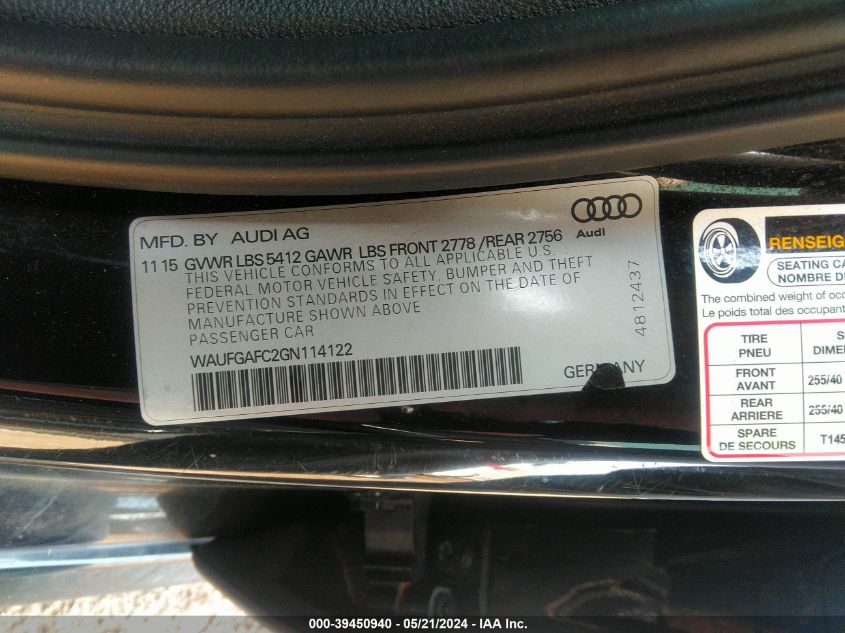 MFD. BY AUDI AG
Audi
11 15 GVWR LBS 5412 GAWR LBS FRONT 2778 /REAR 2756
THIS VEHICLE CONFORMS TO ALL APPLICABLE U.S.
FEDERAL MOTOR VEHICLE SAFETY, BUMPER AND THEFT
PREVENTION STANDARDS IN EFFECT ON THE DATE OF
MANUFACTURE SHOWN ABOVE
PASSENGER CAR
WAUFGAFC2GN114122
GERMANY
4812437
RENSEIG
SEATING CA
NOMBRE D
The combined weight of occ
Le poids total des occupant
TIRE S
PNEU DIME
FRONT
AVANT 255/40
REAR
ARRIERE 255/40
SPARE
DE SECOURS T145
000-39450940 - 05/21/2024 - IAA Inc.